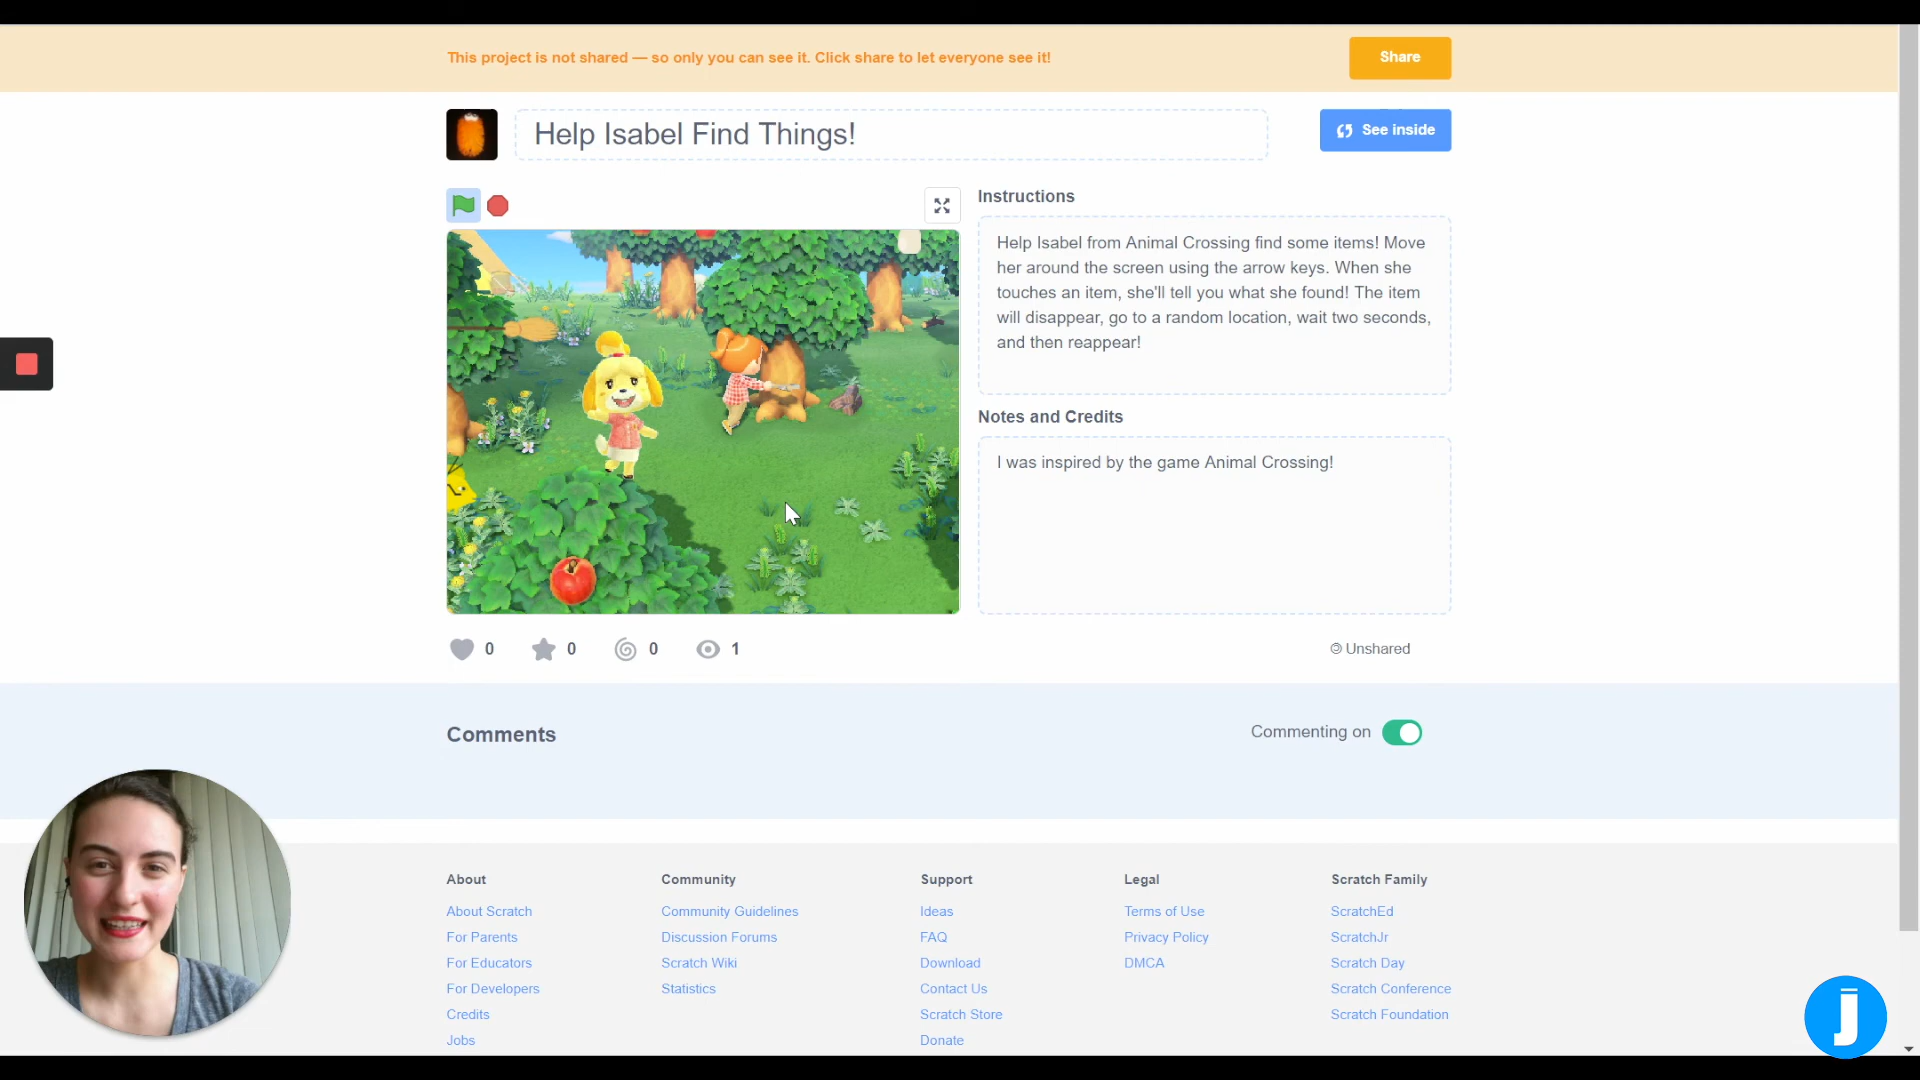 This project is not shared — so only you can see it. Click share to let everyone see it!
Share
Help Isabel Find Things!
See inside
Instructions
Help Isabel from Animal Crossing find some items! Move
her around the screen using the arrow keys. When she
touches an item, she'll tell you what she found! The item
will disappear, go to a random location, wait two seconds,
and then reappear!
Notes and Credits
I was inspired by the game Animal Crossing!
0
0
0
1
Unshared
Comments
Commenting on
About
About Scratch
For Parents
For Educators
For Developers
Credits
Jobs
Community
Community Guidelines
Discussion Forums
Scratch Wiki
Statistics
Support
Ideas
FAQ
Download
Contact Us
Scratch Store
Donate
Legal
Terms of Use
Privacy Policy
DMCA
Scratch Family
ScratchEd
ScratchJr
Scratch Day
Scratch Conference
Scratch Foundation
J